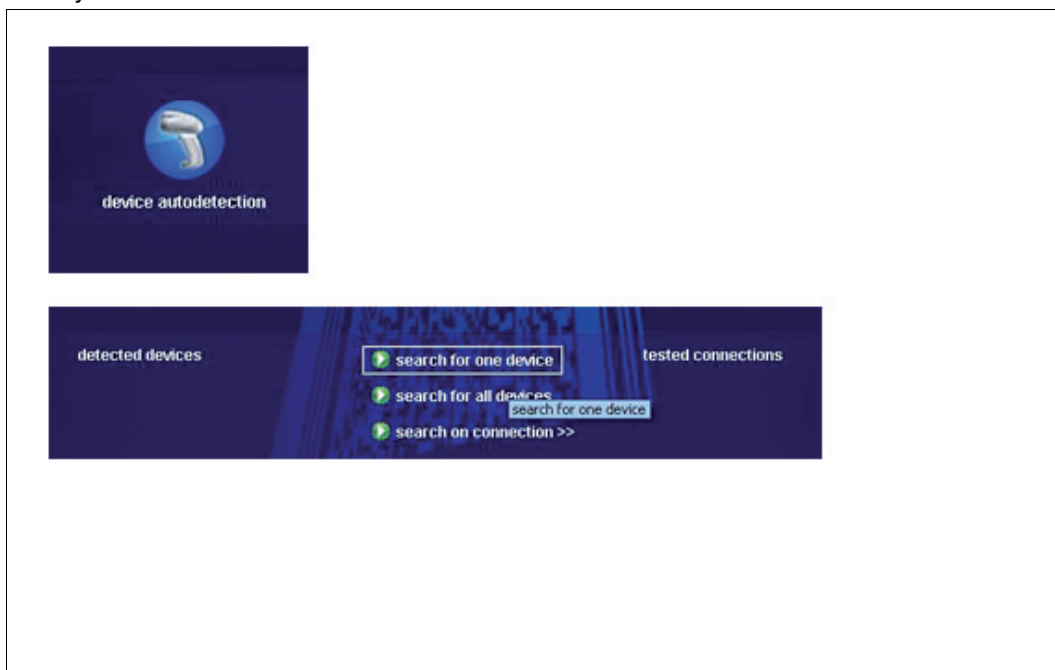 device autodetection
detected devices
search for one device
tested connections
search for all devices
search for one device
search on connection >>